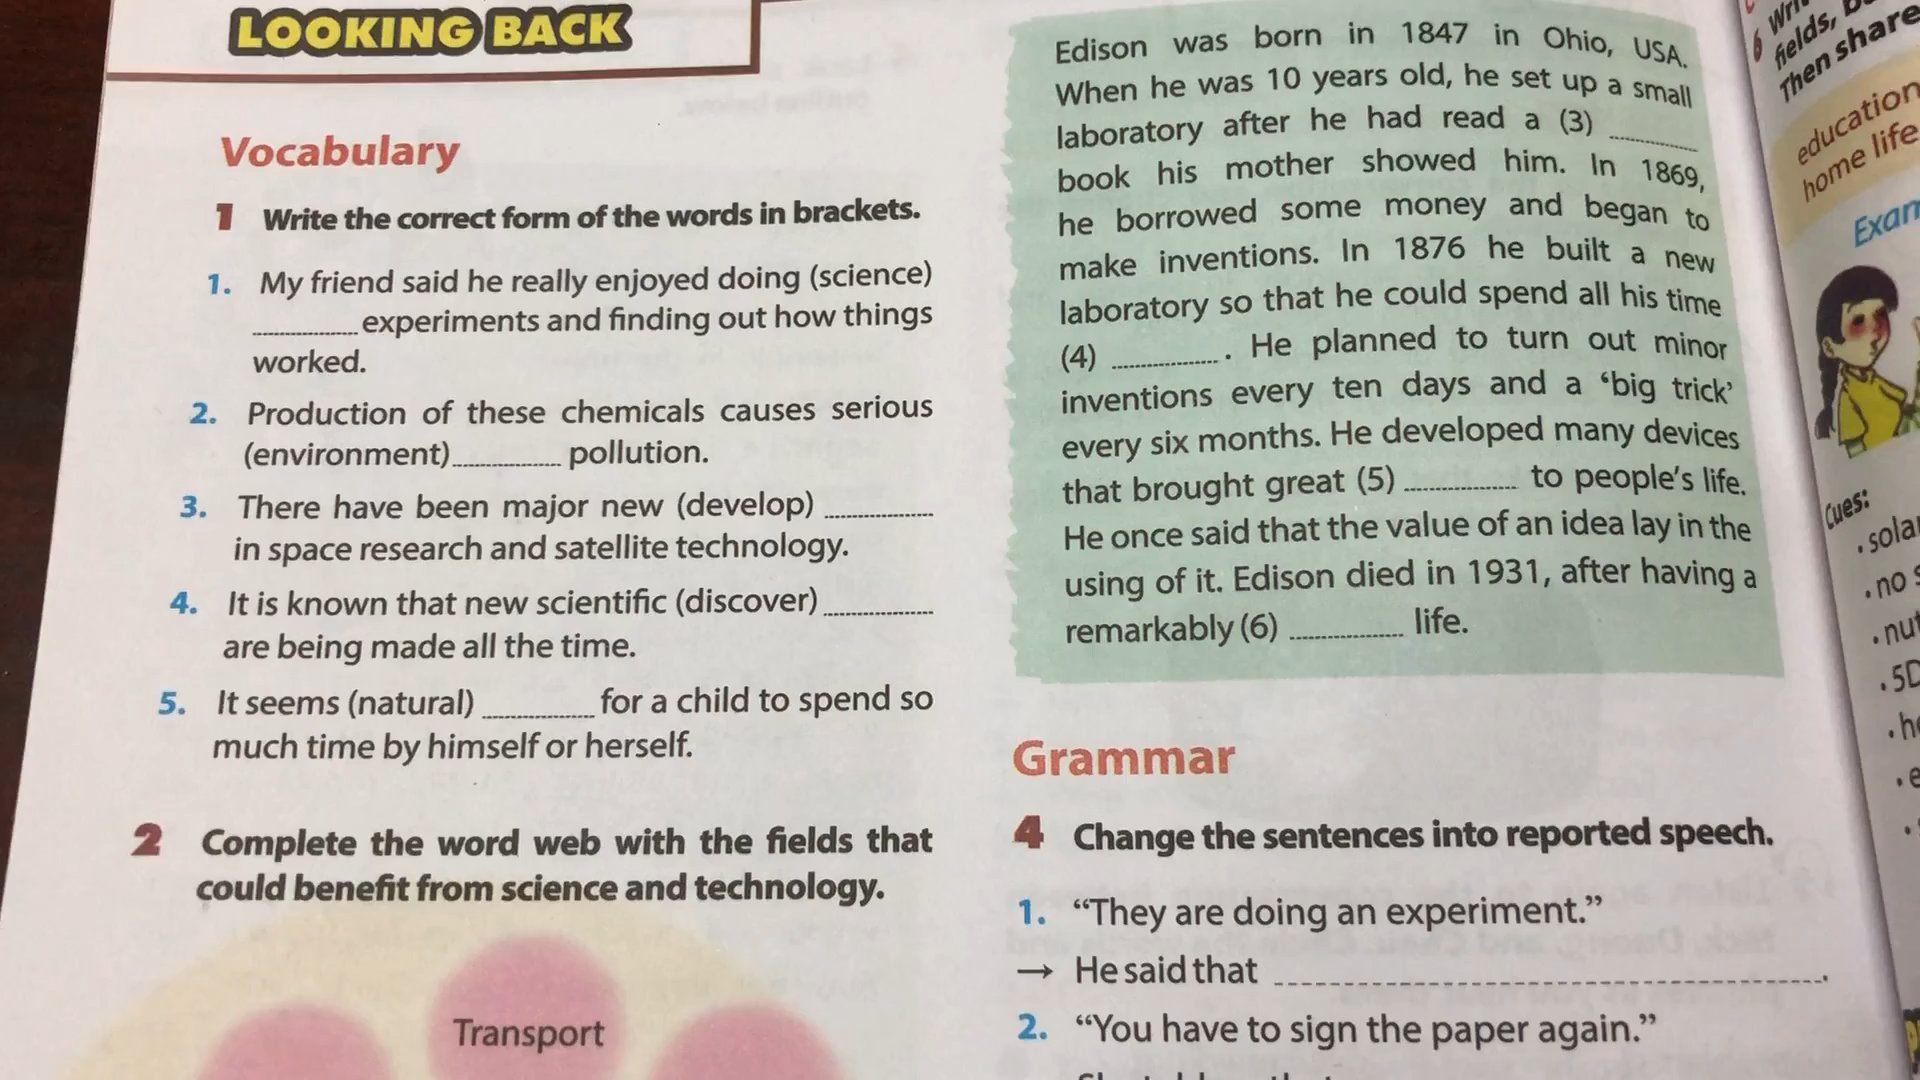 LOOKING BACK
Vocabulary
1 Write the correct form of the words in brackets.
1. My friend said he really enjoyed doing (science)
experiments and finding out how things
worked.
2. Production of these chemicals causes serious
(environment) pollution.
3. There have been major new (develop)
in space research and satellite technology.
4. It is known that new scientific (discover)
are being made all the time.
5. It seems (natural) for a child to spend so
much time by himself or herself.
2 Complete the word web with the fields that
could benefit from science and technology.
Transport
Edison was born in 1847 in Ohio, USA.
When he was 10 years old, he set up a small
laboratory after he had read a (3)
book his mother showed him. In 1869,
he borrowed some money and began to
make inventions. In 1876 he built a new
laboratory so that he could spend all his time
(4) . He planned to turn out minor
inventions every ten days and a ‘big trick’
every six months. He developed many devices
that brought great (5) to people’s life.
He once said that the value of an idea lay in the
using of it. Edison died in 1931, after having a
remarkably (6) life.
Grammar
4 Change the sentences into reported speech.
1. “They are doing an experiment.”
→ He said that .
2. “You have to sign the paper again.”
6
fields,
Then share
education
home life
Cues:
. no